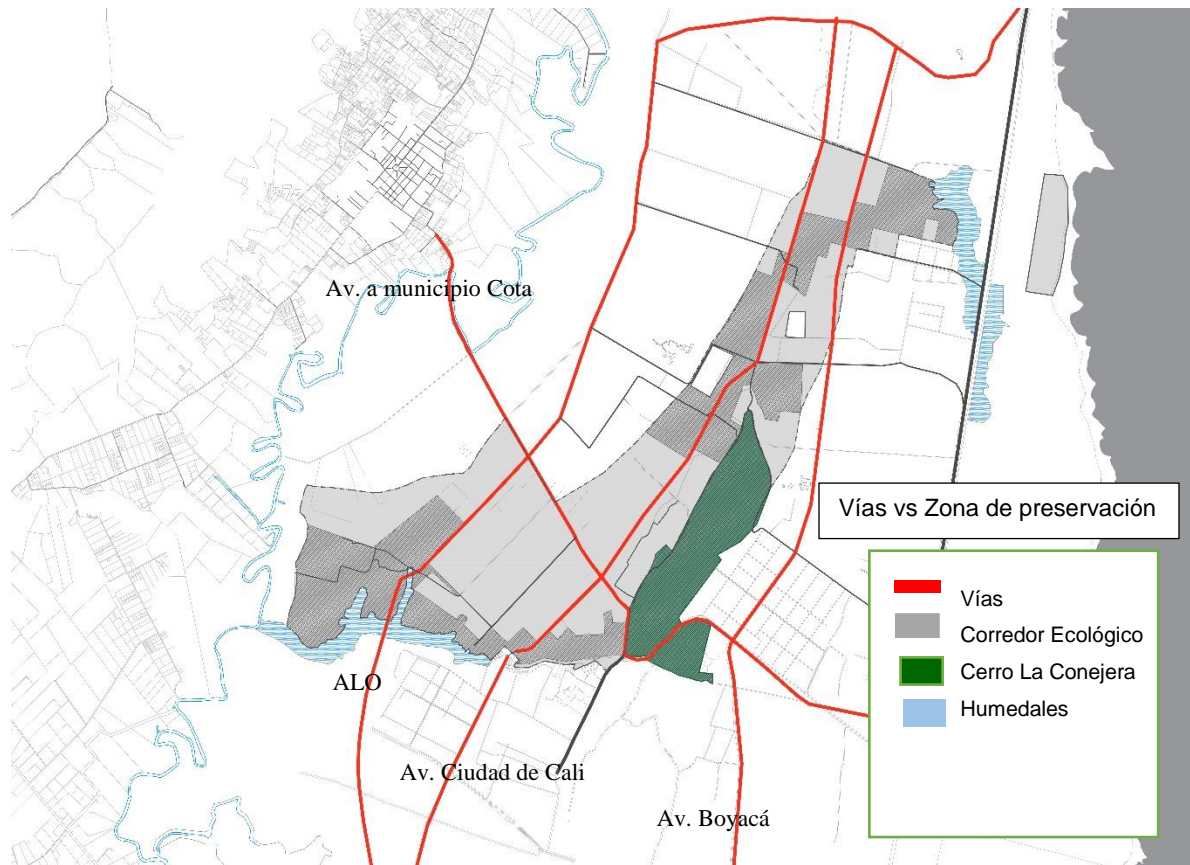 Av. a municipio Cota
Vías vs Zona de preservación
Vías
Corredor Ecológico
Cerro La Conejera
Humedales
ALO
Av. Ciudad de Cali
Av. Boyacá